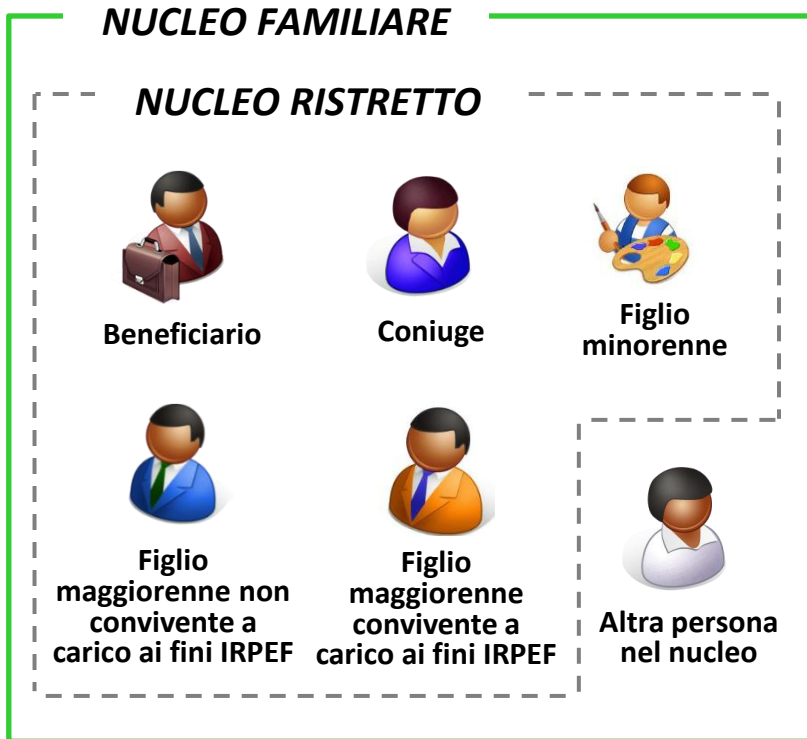 NUCLEO FAMILIARE
NUCLEO RISTRETTO
Beneficiario
Coniuge
Figlio
minorenne
Figlio
maggiorenne non
convivente a
carico ai fini IRPEF
Figlio
maggiorenne
convivente a
carico ai fini IRPEF
Altra persona
nel nucleo